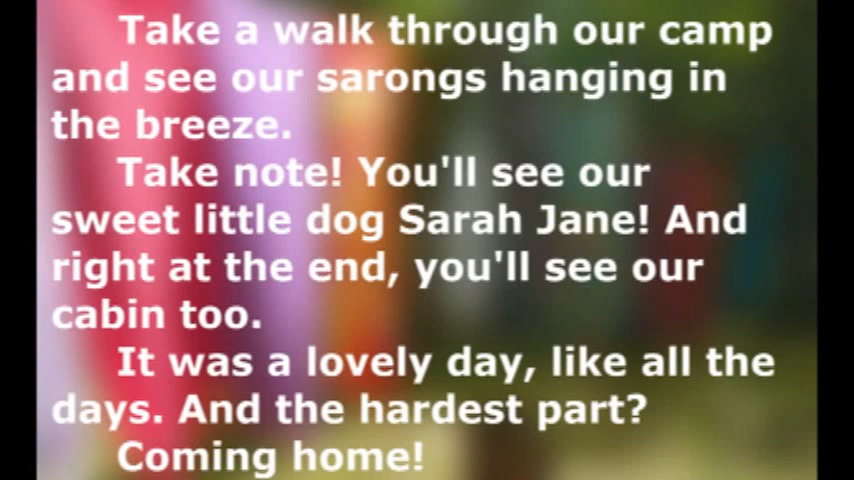 Take a walk through our camp
and see our sarongs hanging in
the breeze.
Take note! You'll see our
sweet little dog Sarah Jane! And
right at the end, you'll see our
cabin too.
It was a lovely day, like all the
days. And the hardest part?
Coming home!